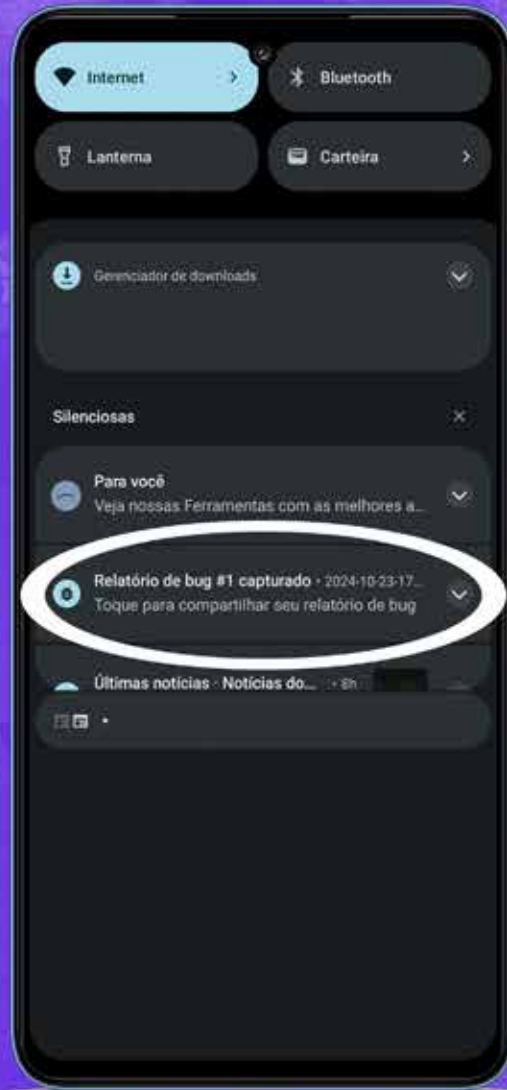 Internet
Bluetooth
Lanterna
Carteira
Gerenciador de downloads
Silenciosas
Para você
Veja nossas Ferramentas com as melhores a...
Relatório de bug #1 capturado · 2024-10-23-17...
Toque para compartilhar seu relatório de bug
Últimas notícias · Notícias do... · 8h